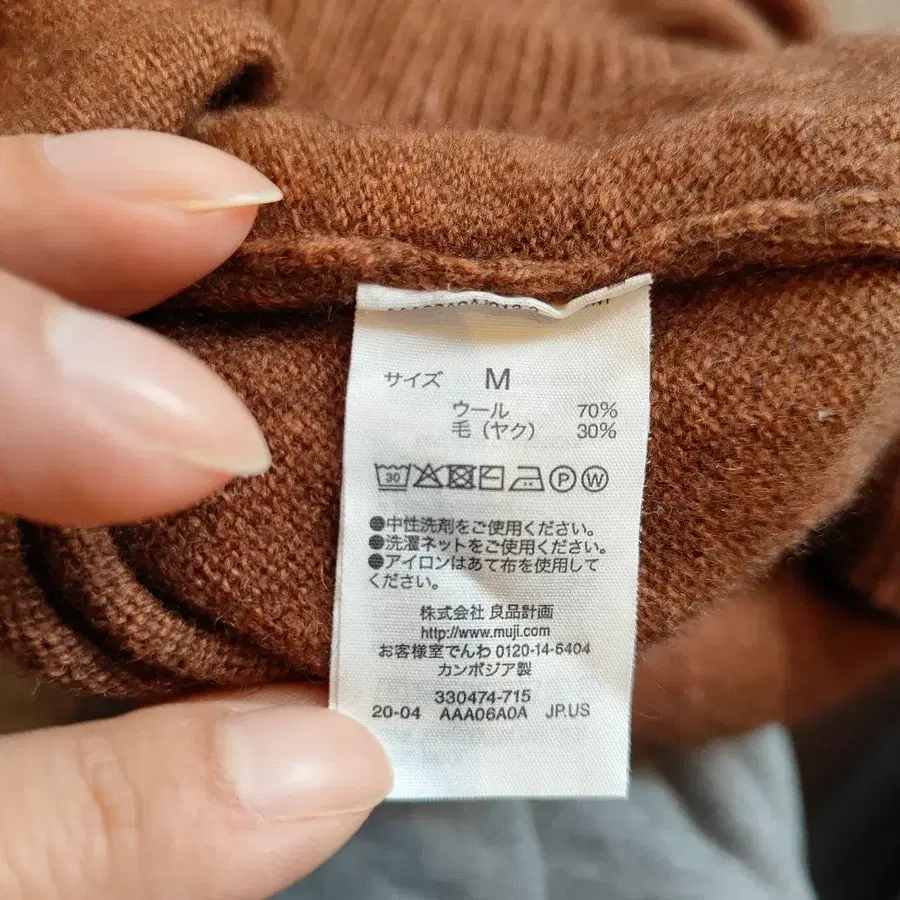 サイズ M
ウール 70%
毛（ヤク） 30%
30 P W
●中性洗剤をご使用ください。
●洗濯ネットをご使用ください。
●アイロンはあて布を使用して
ください。
株式会社 良品計画
http://www.muji.com
お客様室でんわ 0120-14-6404
カンボジア製
330474-715
20-04 AAA06A0A JP.US